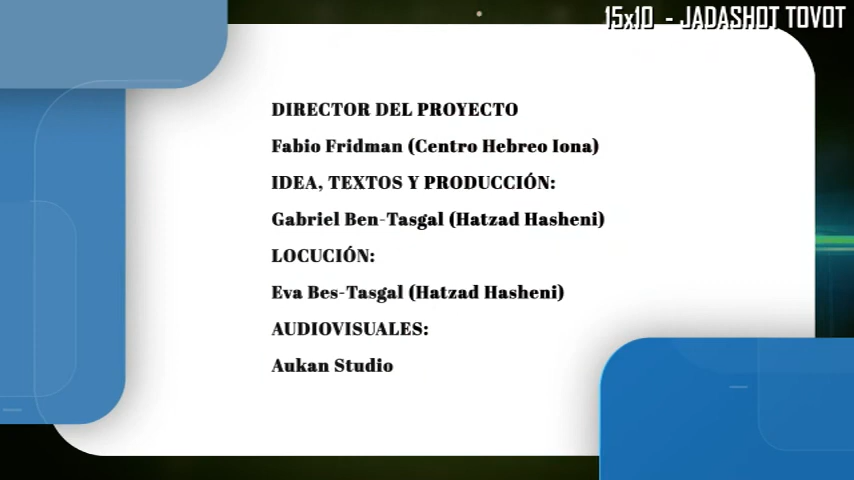 15x10 - JADASHOT TOVOT
DIRECTOR DEL PROYECTO
Fabio Fridman (Centro Hebreo Iona)
IDEA, TEXTOS Y PRODUCCIÓN:
Gabriel Ben-Tasgal (Hatzad Hasheni)
LOCUCIÓN:
Eva Bes-Tasgal (Hatzad Hasheni)
AUDIOVISUALES:
Aukan Studio